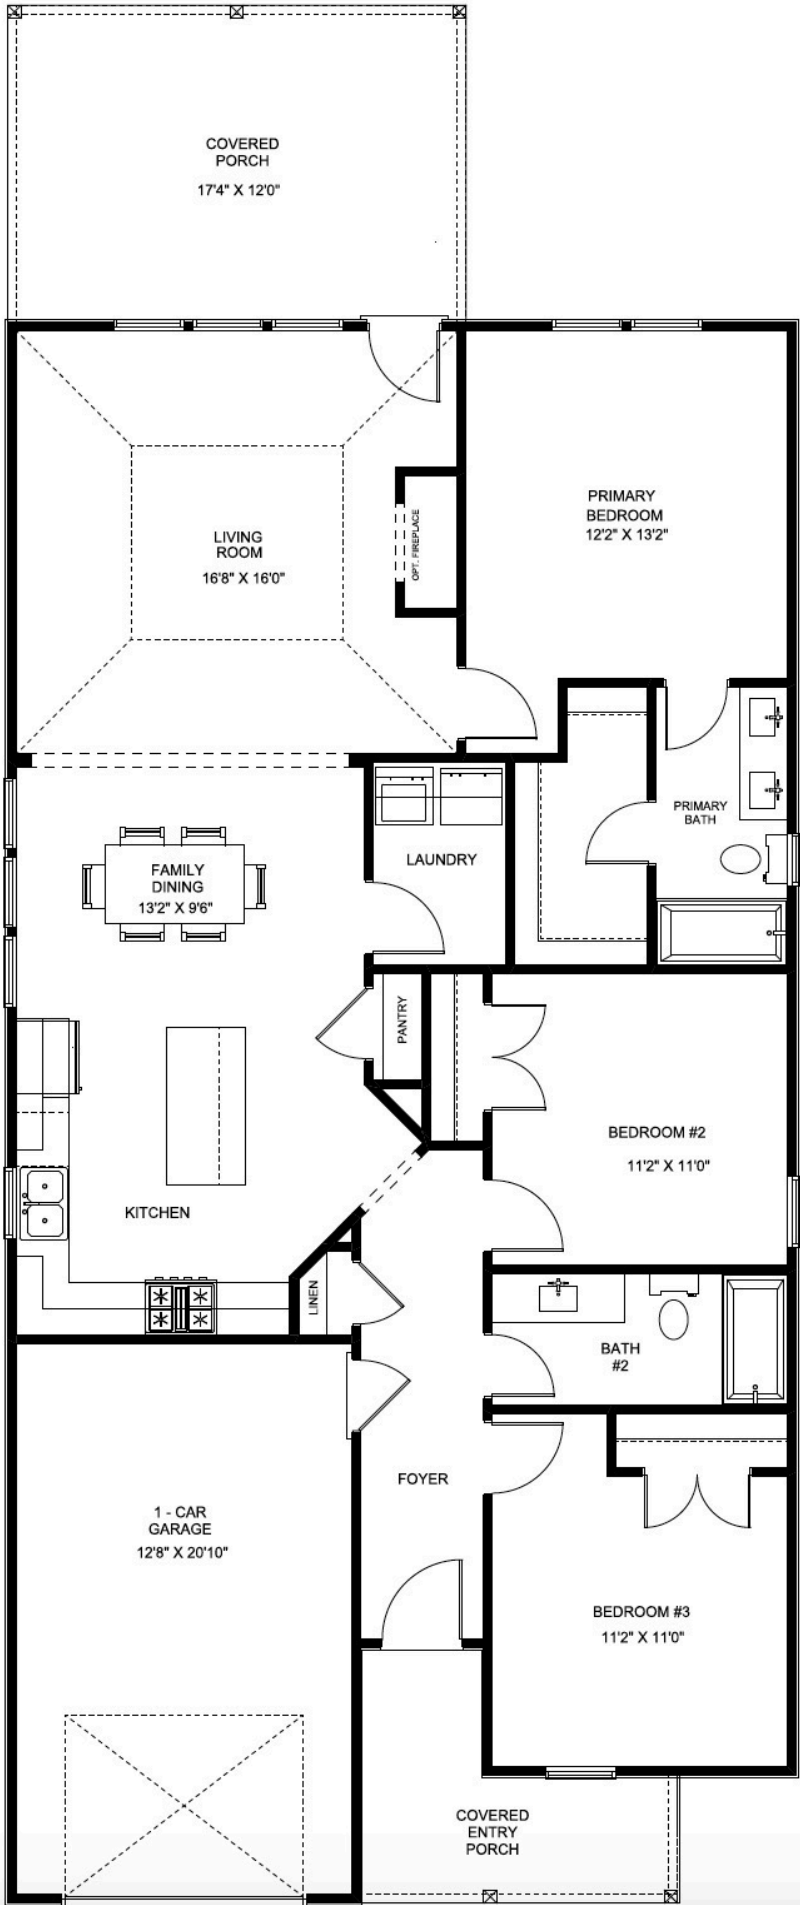 COVERED
PORCH
17'4" X 12'0"
LIVING
ROOM
16'8" X 16'0"
OPT. FIREPLACE
PRIMARY
BEDROOM
12'2" X 13'2"
PRIMARY
BATH
LAUNDRY
FAMILY
DINING
13'2" X 9'6"
PANTRY
BEDROOM #2
11'2" X 11'0"
KITCHEN
LINEN
BATH
#2
FOYER
1 - CAR
GARAGE
12'8" X 20'10"
BEDROOM #3
11'2" X 11'0"
COVERED
ENTRY
PORCH